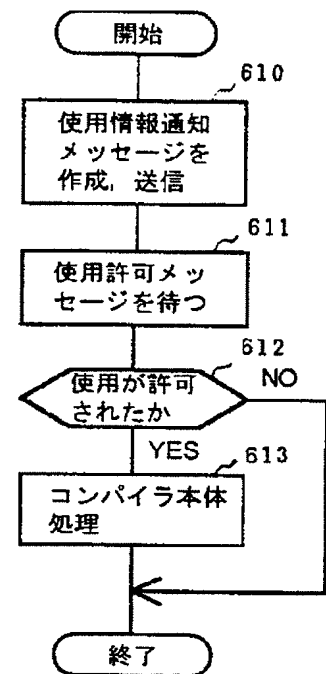 開始
610
使用情報通知
メッセージを
作成,送信
611
使用許可メッ
セージを待つ
612
使用が許可
されたか
NO
YES
613
コンパイラ本体
処理
終了